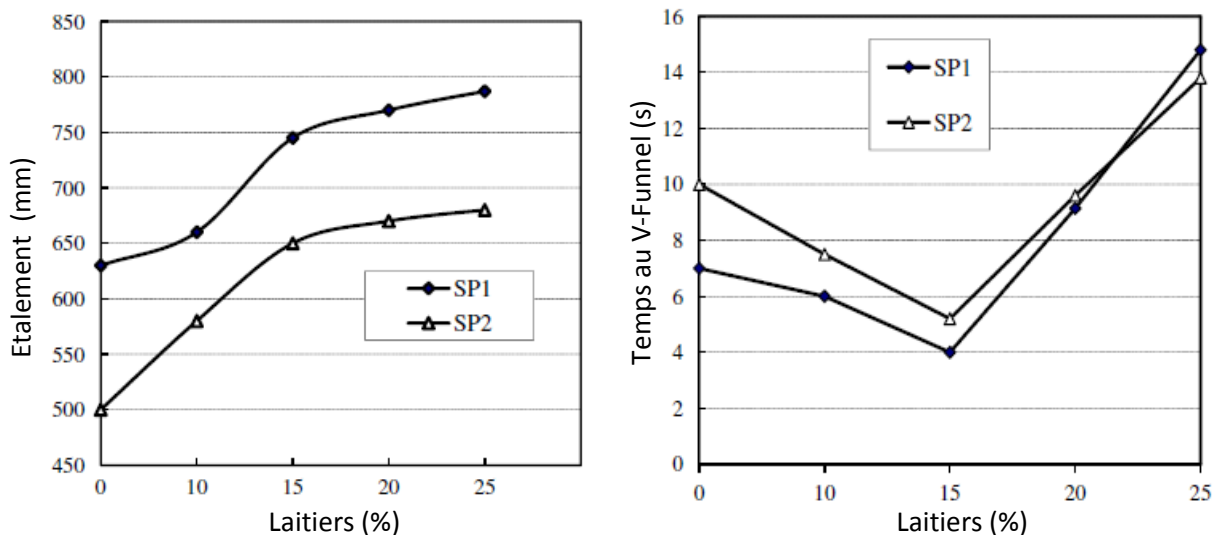 850
800
750
700
650
600
550
500
450
Etalement (mm)
SP1
SP2
0 10 15 20 25
Laitiers (%)
16
14
12
10
8
6
4
2
0
Temps au V-Funnel (s)
SP1
SP2
0 10 15 20 25
Laitiers (%)